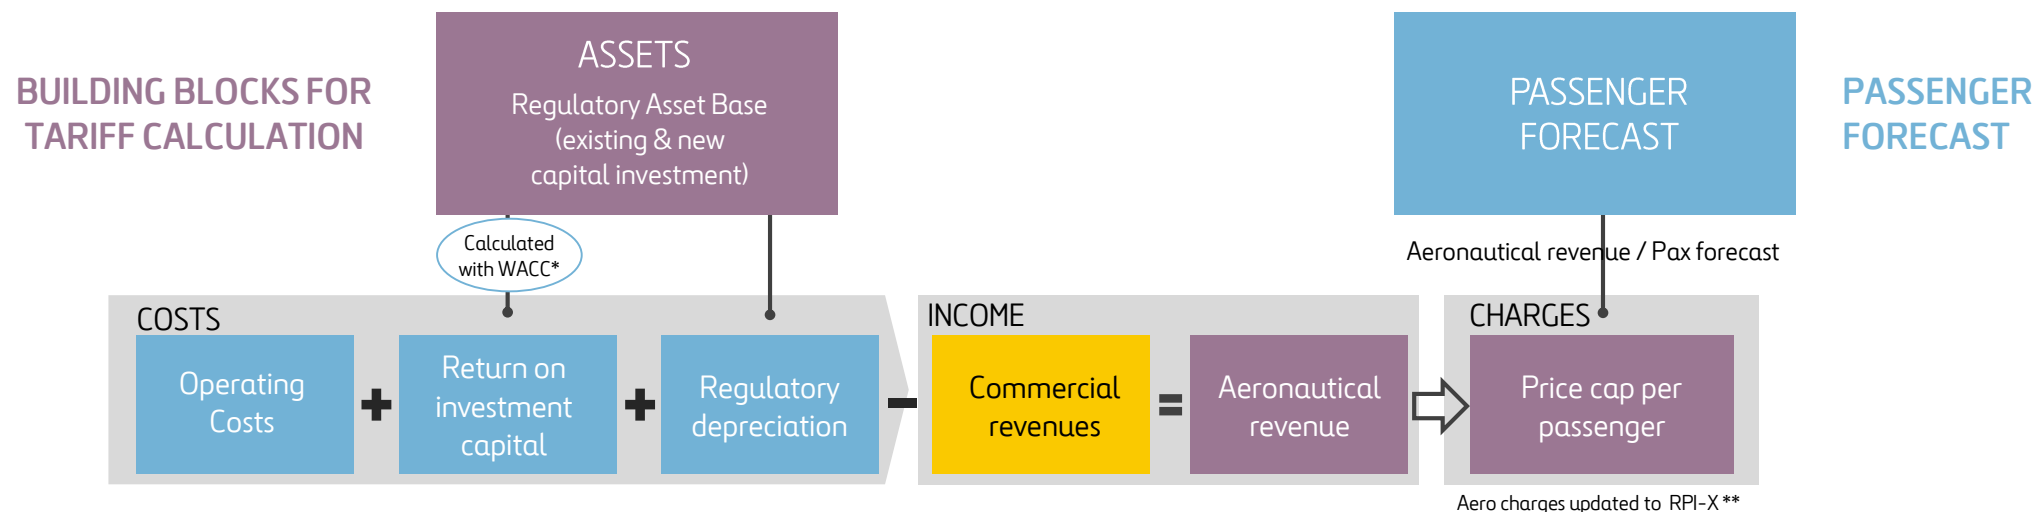 BUILDING BLOCKS FOR
TARIFF CALCULATION
ASSETS
Regulatory Asset Base
(existing & new
capital investment)
PASSENGER
FORECAST
PASSENGER
FORECAST
Calculated
with WACC*
Aeronautical revenue / Pax forecast
COSTS
Operating
Costs
+
Return on
investment
capital
+
Regulatory
depreciation
-
INCOME
Commercial
revenues
=
Aeronautical
revenue
CHARGES
Price cap per
passenger
Aero charges updated to RPI-X **